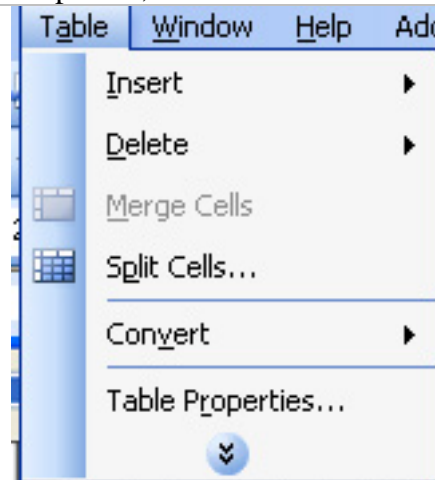 Table Window Help
Insert
Delete
Merge Cells
Split Cells...
Convert
Table Properties...